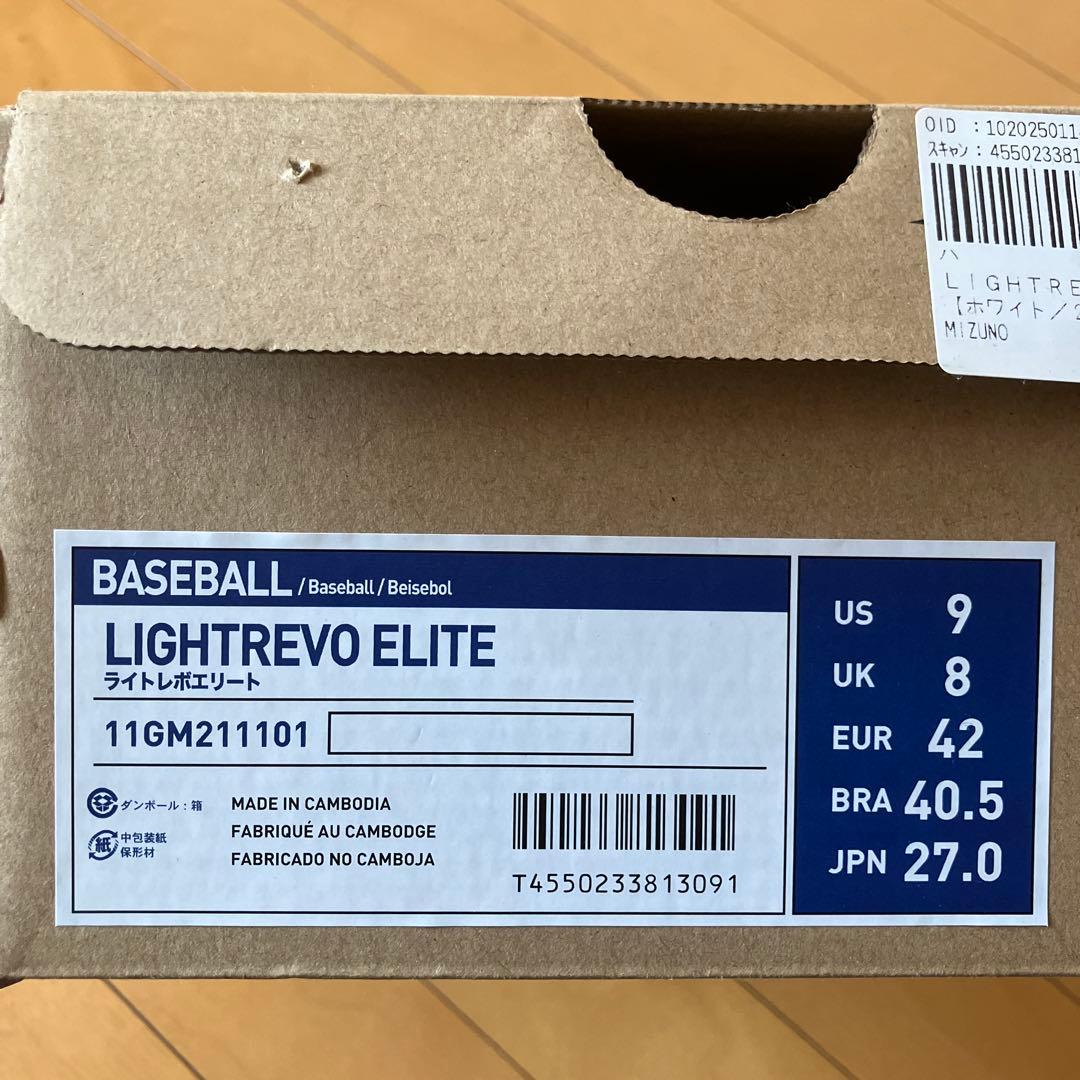 OID : 102025011
スキャン : 455023381
ハ
LIGHTRE
【ホワイト／2
MIZUNO
BASEBALL / Baseball / Beisebol
LIGHTREVO ELITE
ライトレボエリート
11GM211101
ダンボール : 箱
紙 中包装紙
保形材
MADE IN CAMBODIA
FABRIQUÉ AU CAMBODGE
FABRICADO NO CAMBOJA
T4550233813091
US 9
UK 8
EUR 42
BRA 40.5
JPN 27.0